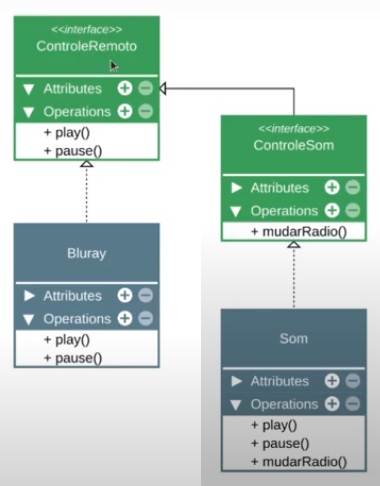 <<interface>>
ControleRemoto
Attributes
Operations
+ play()
+ pause()
<<interface>>
ControleSom
Attributes
Operations
+ mudarRadio()
Bluray
Attributes
Operations
+ play()
+ pause()
Som
Attributes
Operations
+ play()
+ pause()
+ mudarRadio()